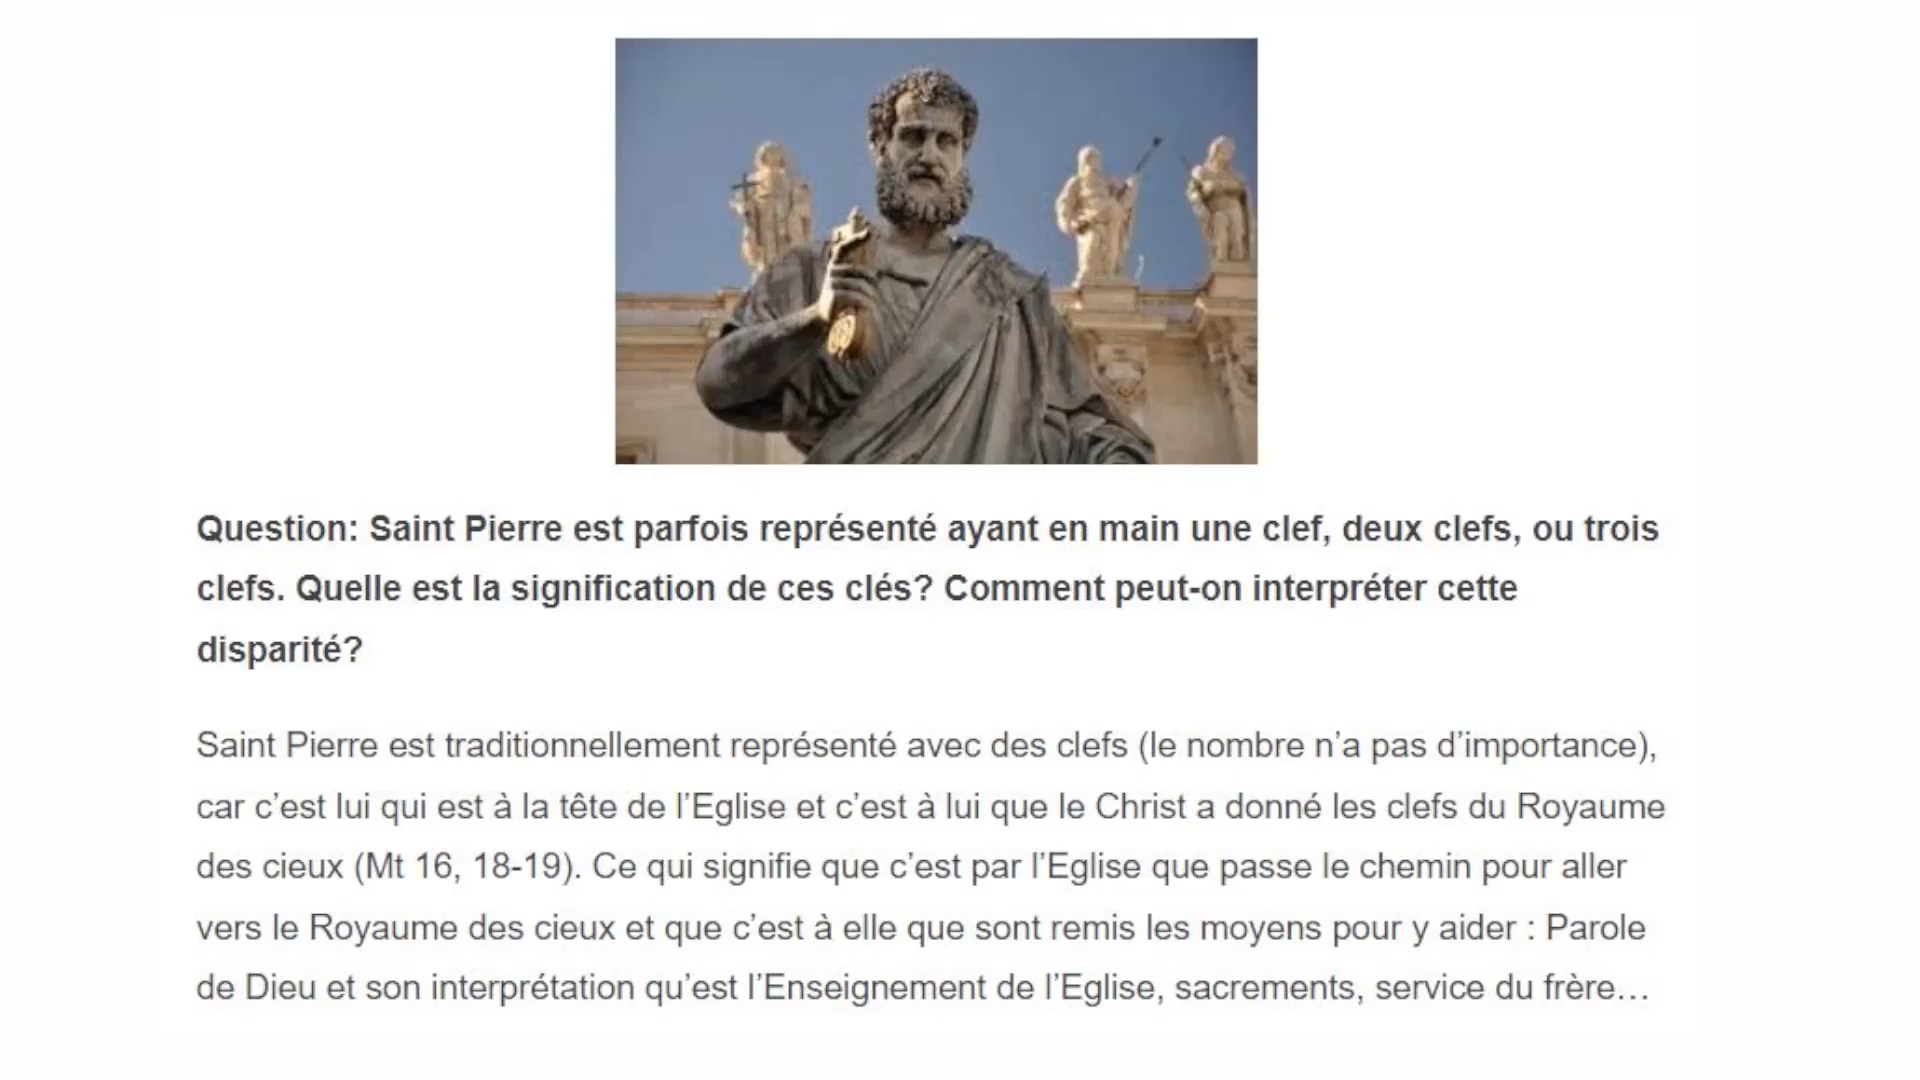 Question: Saint Pierre est parfois représenté ayant en main une clef, deux clefs, ou trois
clefs. Quelle est la signification de ces clés? Comment peut-on interpréter cette
disparité?
Saint Pierre est traditionnellement représenté avec des clefs (le nombre n’a pas d’importance),
car c’est lui qui est à la tête de l’Eglise et c’est à lui que le Christ a donné les clefs du Royaume
des cieux (Mt 16, 18-19). Ce qui signifie que c’est par l’Eglise que passe le chemin pour aller
vers le Royaume des cieux et que c’est à elle que sont remis les moyens pour y aider : Parole
de Dieu et son interprétation qu’est l’Enseignement de l’Eglise, sacrements, service du frère…